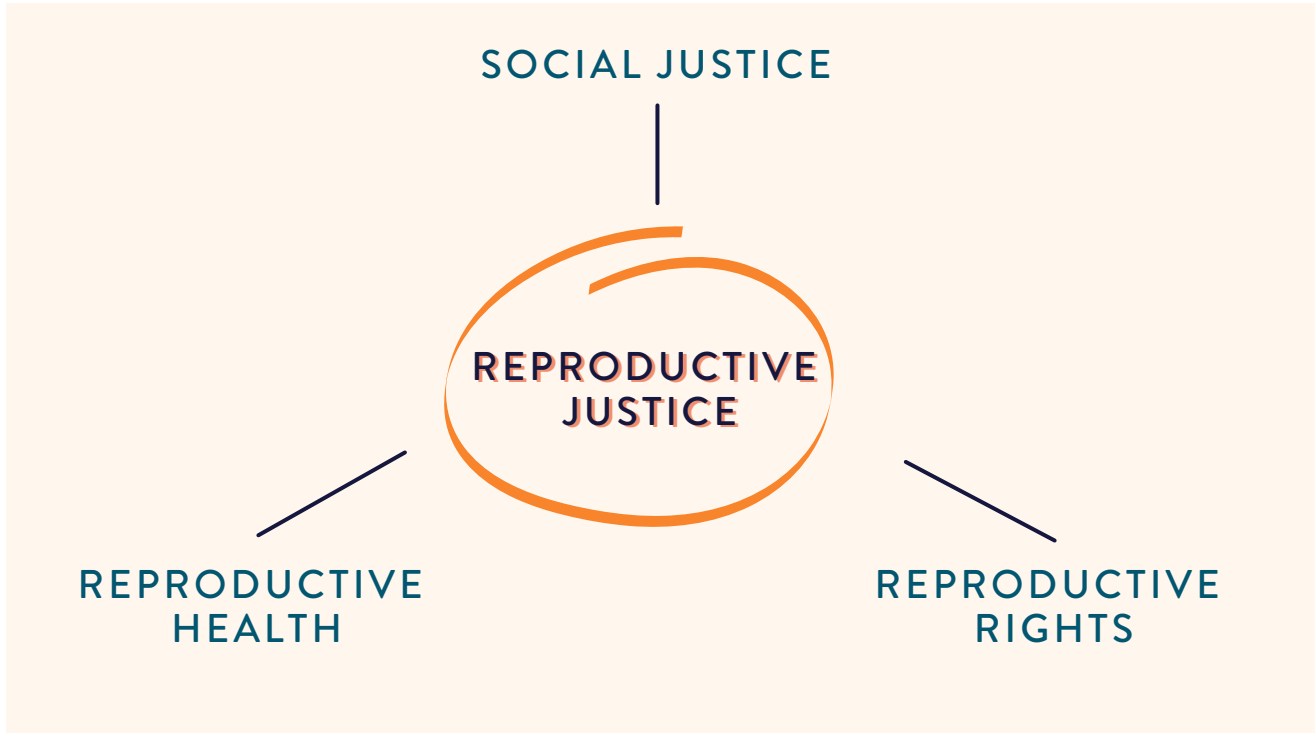 SOCIAL JUSTICE
REPRODUCTIVE
JUSTICE
REPRODUCTIVE
HEALTH
REPRODUCTIVE
RIGHTS